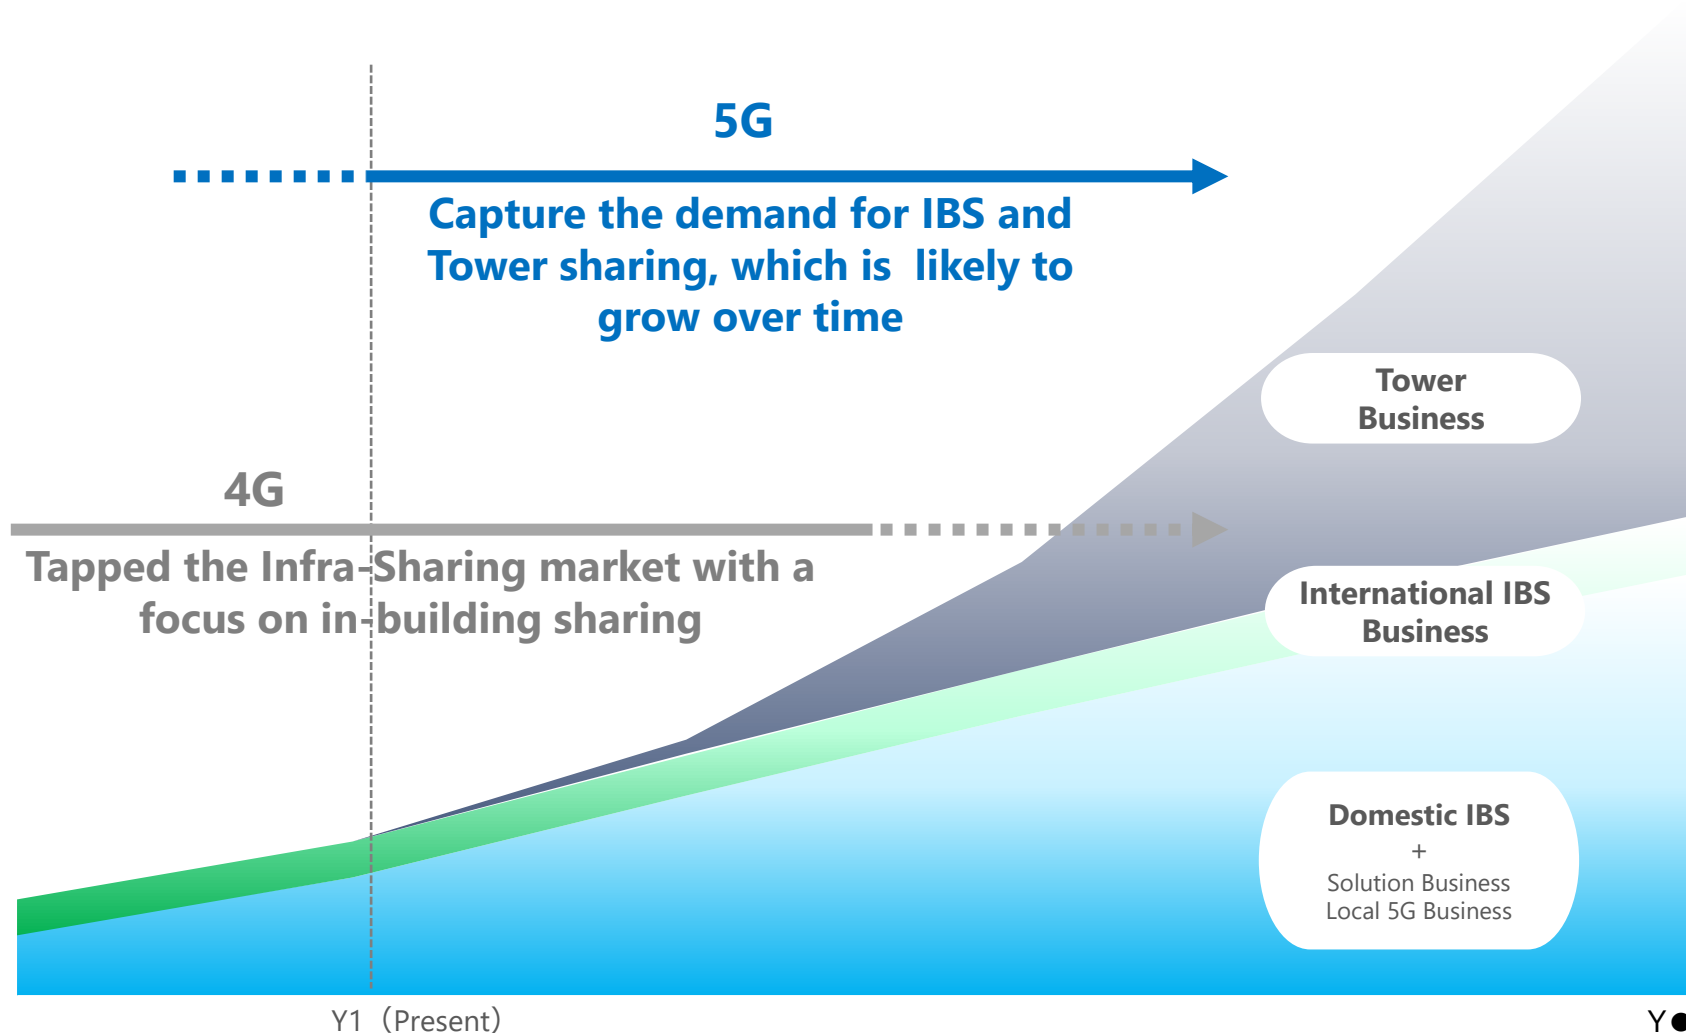 5G
Capture the demand for IBS and
Tower sharing, which is likely to
grow over time
Tower
Business
4G
Tapped the Infra-Sharing market with a
focus on in-building sharing
International IBS
Business
Domestic IBS
+
Solution Business
Local 5G Business
Y1（Present）
Y●